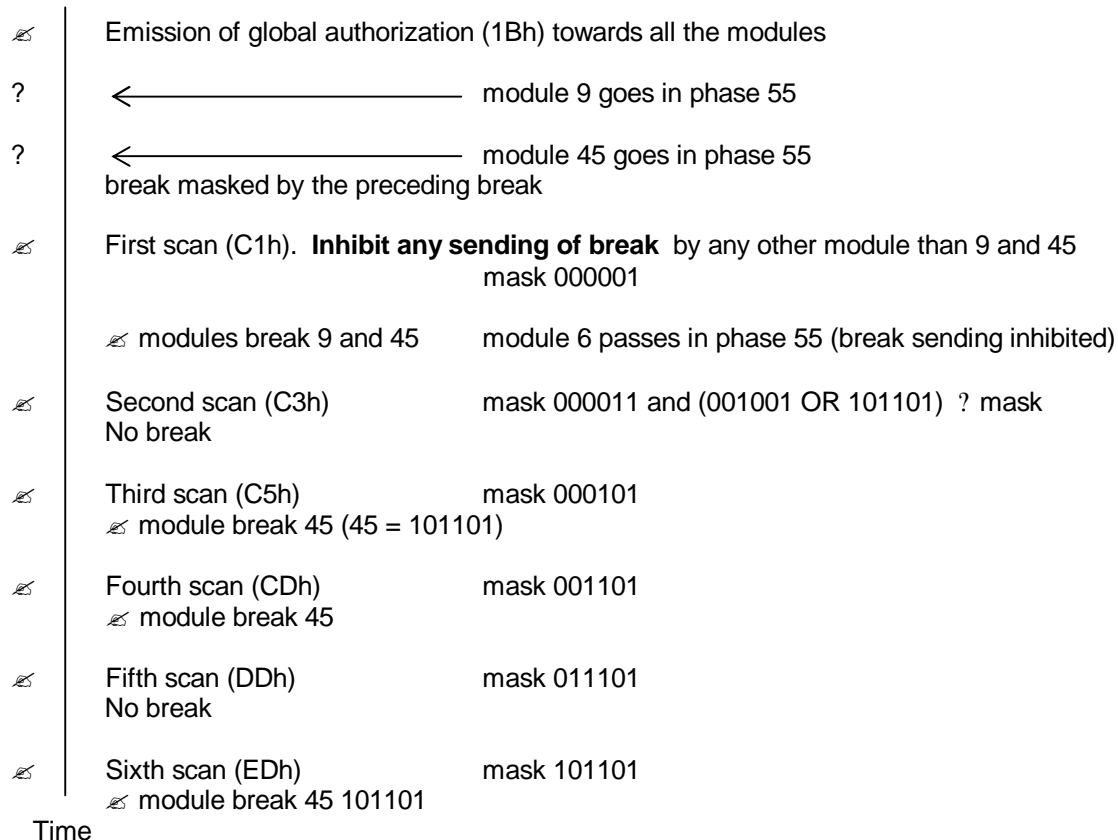 ✍ Emission of global authorization (1Bh) towards all the modules
? module 9 goes in phase 55
? module 45 goes in phase 55
break masked by the preceding break
✍ First scan (C1h). Inhibit any sending of break by any other module than 9 and 45
mask 000001
✍ modules break 9 and 45 module 6 passes in phase 55 (break sending inhibited)
✍ Second scan (C3h) mask 000011 and (001001 OR 101101) ? mask
No break
✍ Third scan (C5h) mask 000101
✍ module break 45 (45 = 101101)
✍ Fourth scan (CDh) mask 001101
✍ module break 45
✍ Fifth scan (DDh) mask 011101
No break
✍ Sixth scan (EDh) mask 101101
✍ module break 45 101101
Time